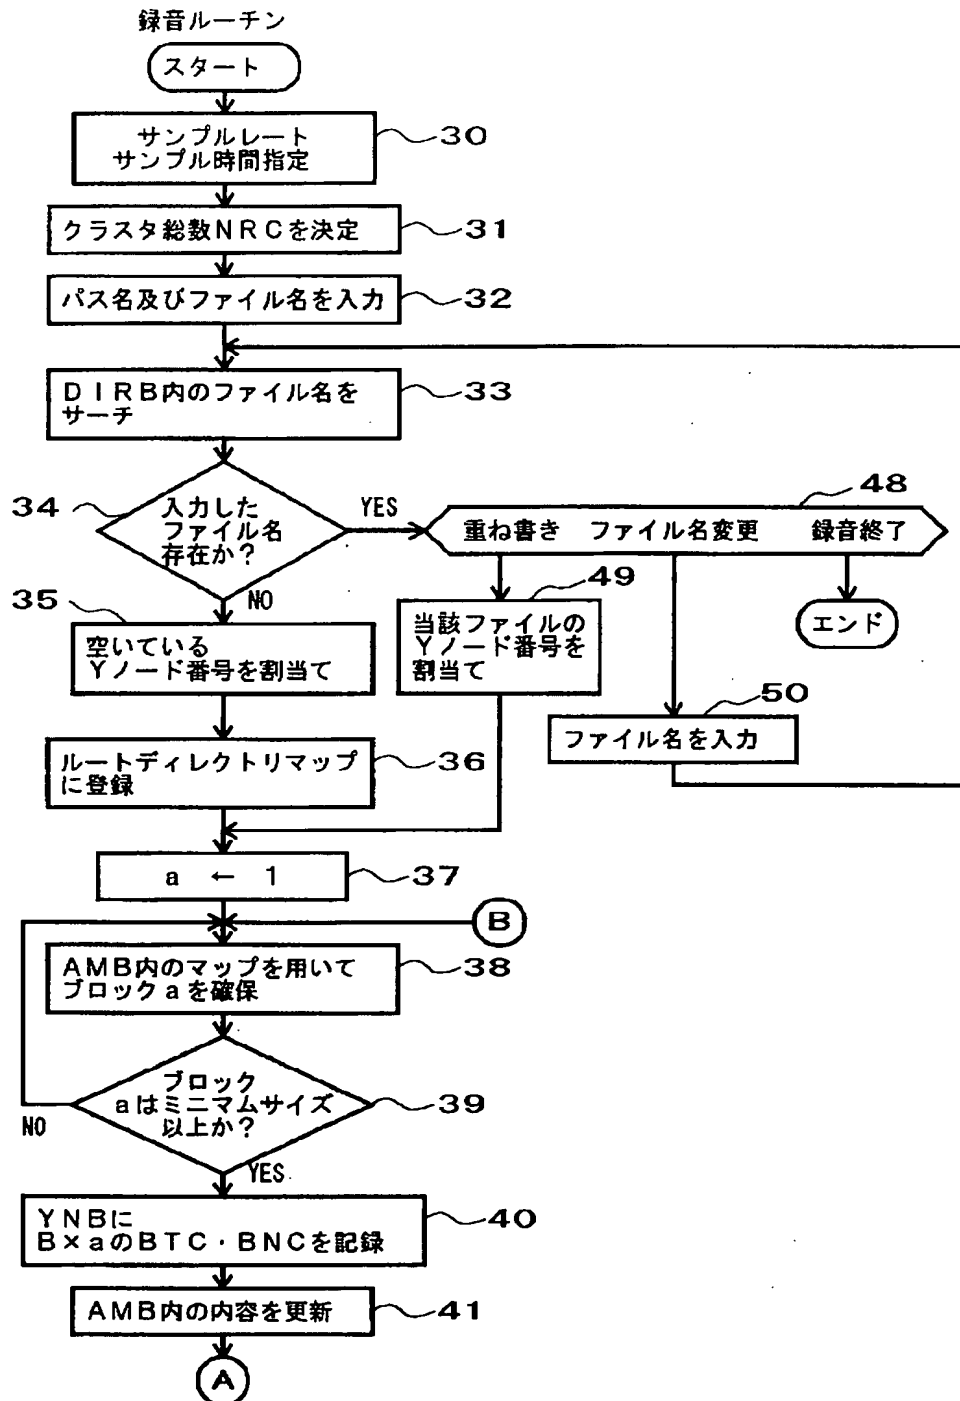 録音ルーチン
スタート
サンプルレート
サンプル時間指定
30
クラスタ総数NRCを決定
31
パス名及びファイル名を入力
32
DIRB内のファイル名を
サーチ
33
34
入力した
ファイル名
存在か?
YES
NO
48
重ね書き ファイル名変更 録音終了
エンド
49
当該ファイルの
Yノード番号を
割当て
50
ファイル名を入力
35
空いている
Yノード番号を割当て
ルートディレクトリマップ
に登録
36
a ← 1
37
B
AMB内のマップを用いて
ブロックaを確保
38
ブロック
aはミニマムサイズ
以上か?
39
NO
YES
YNBに
B×aのBTC・BNCを記録
40
AMB内の内容を更新
41
A